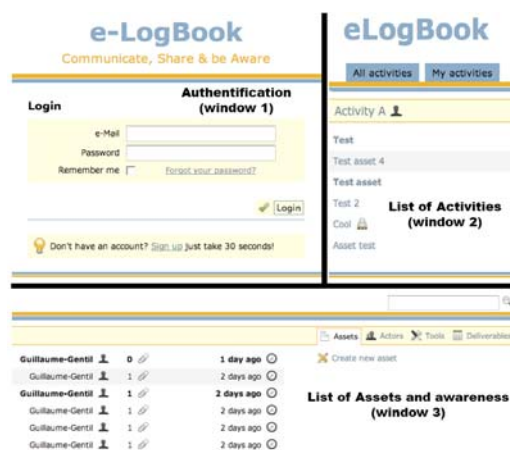 e-LogBook
Communicate, Share & be Aware
Login
Authentification
(window 1)
e-Mail
Password
Remember me
Forgot your password?
Login
Don't have an account? Sign up just take 30 seconds!
eLogBook
All activities My activities
Activity A
Test
Test asset 4
Test asset
Test 2
Cool
Asset test
List of Activities
(window 2)
Assets Actors Tools Deliverables
Guillaume-Gentil 0 1 day ago
Guillaume-Gentil 1 2 days ago
Guillaume-Gentil 1 2 days ago
Guillaume-Gentil 1 2 days ago
Guillaume-Gentil 1 2 days ago
Guillaume-Gentil 1 2 days ago
Create new asset
List of Assets and awareness
(window 3)